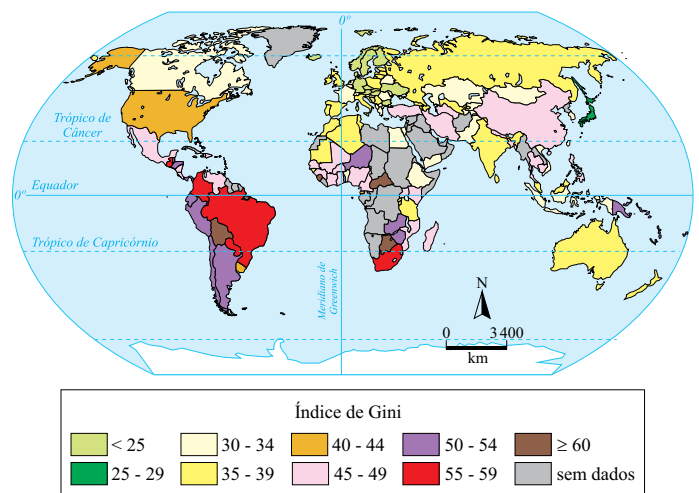 0°
Trópico de
Câncer
Equador
0°
Trópico de Capricórnio
Meridiano de
Greenwich
N
0 3 400
km
Índice de Gini
< 25
30 - 34
40 - 44
50 - 54
≥ 60
25 - 29
35 - 39
45 - 49
55 - 59
sem dados